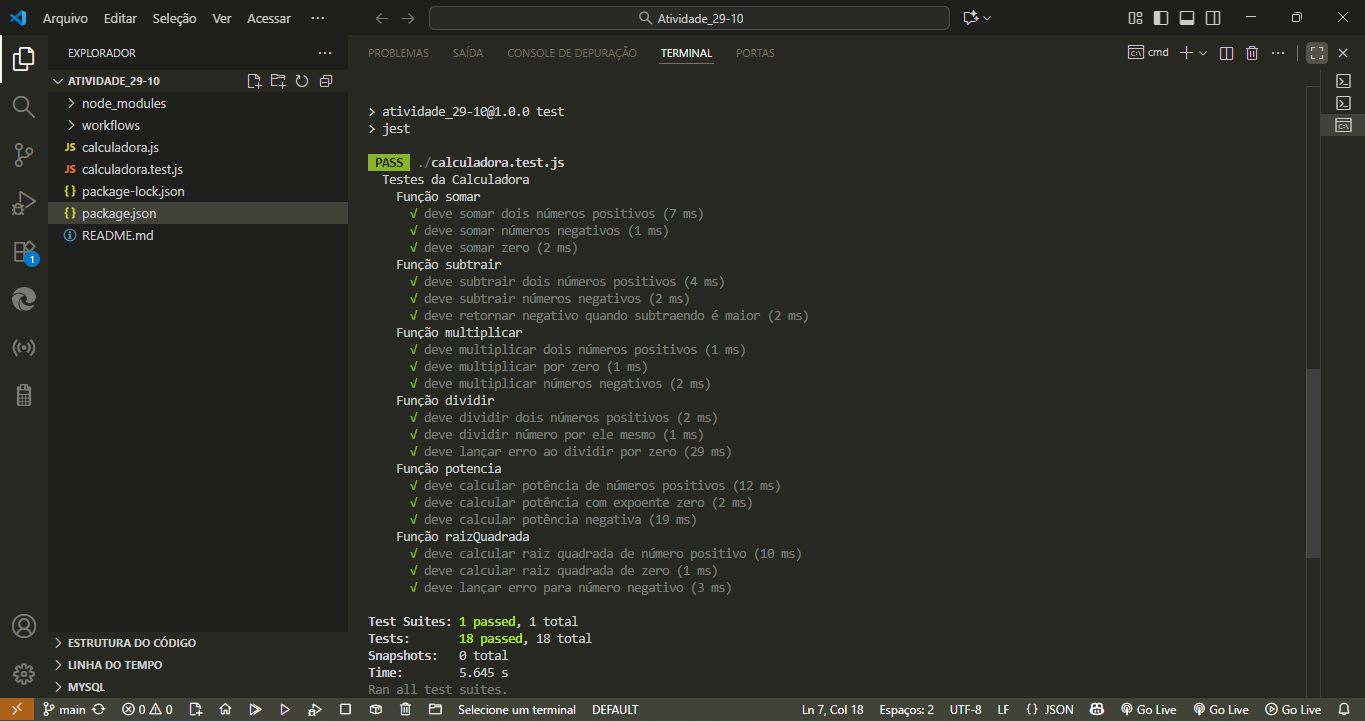 Arquivo Editar Seleção Ver Acessar ···
Atividade_29-10
EXPLORADOR ···
PROBLEMAS SAÍDA CONSOLE DE DEPURAÇÃO TERMINAL PORTAS
cmd
ATIVIDADE_29-10
node_modules
workflows
JS calculadora.js
JS calculadora.test.js
{} package-lock.json
{} package.json
README.md
1
> atividade_29-10@1.0.0 test
> jest
PASS ./calculadora.test.js
Testes da Calculadora
Função somar
√ deve somar dois números positivos (7 ms)
√ deve somar números negativos (1 ms)
√ deve somar zero (2 ms)
Função subtrair
√ deve subtrair dois números positivos (4 ms)
√ deve subtrair números negativos (2 ms)
√ deve retornar negativo quando subtraendo é maior (2 ms)
Função multiplicar
√ deve multiplicar dois números positivos (1 ms)
√ deve multiplicar por zero (1 ms)
√ deve multiplicar números negativos (2 ms)
Função dividir
√ deve dividir dois números positivos (2 ms)
√ deve dividir número por ele mesmo (1 ms)
√ deve lançar erro ao dividir por zero (29 ms)
Função potencia
√ deve calcular potência de números positivos (12 ms)
√ deve calcular potência com expoente zero (2 ms)
√ deve calcular potência negativa (19 ms)
Função raizQuadrada
√ deve calcular raiz quadrada de número positivo (10 ms)
√ deve calcular raiz quadrada de zero (1 ms)
√ deve lançar erro para número negativo (3 ms)
Test Suites: 1 passed, 1 total
Tests: 18 passed, 18 total
Snapshots: 0 total
Time: 5.645 s
Ran all test suites.
ESTRUTURA DO CÓDIGO
LINHA DO TEMPO
MYSQL
main 0 0 Selecione um terminal DEFAULT Ln 7, Col 18 Espaços: 2 UTF-8 LF {} JSON Go Live Go Live Go Live